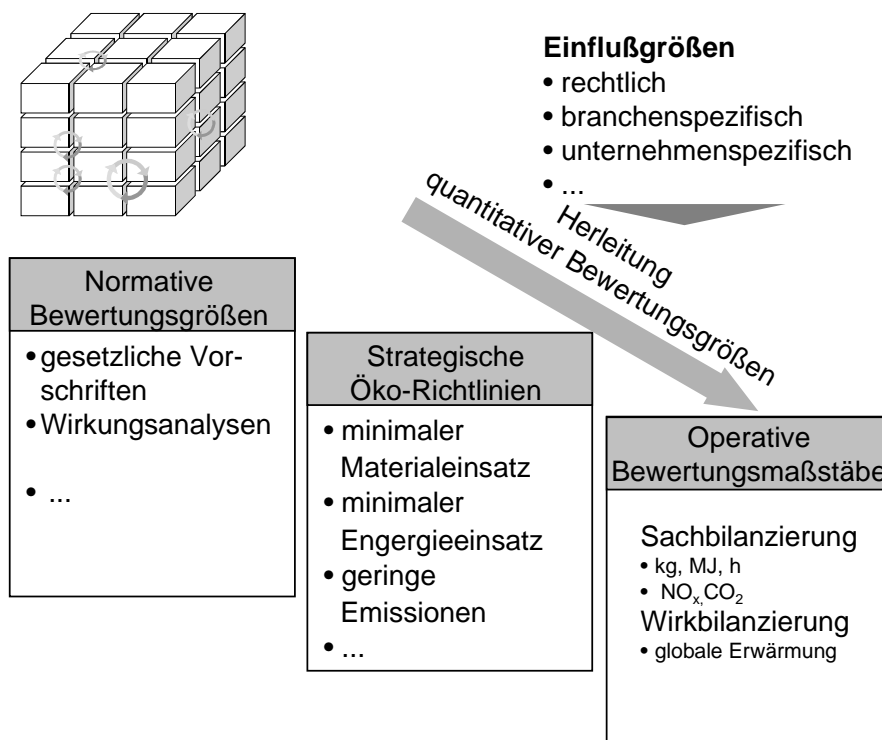 Einflußgrößen
• rechtlich
• branchenspezifisch
• unternehmenspezifisch
• ...
Herleitung
quantitativer Bewertungsgrößen
Normative
Bewertungsgrößen
• gesetzliche Vor-
schriften
• Wirkungsanalysen
• ...
Strategische
Öko-Richtlinien
• minimaler
Materialeinsatz
• minimaler
Engergieeinsatz
• geringe
Emissionen
• ...
Operative
Bewertungsmaßstäbe
Sachbilanzierung
• kg, MJ, h
• NOx,CO2
Wirkbilanzierung
• globale Erwärmung